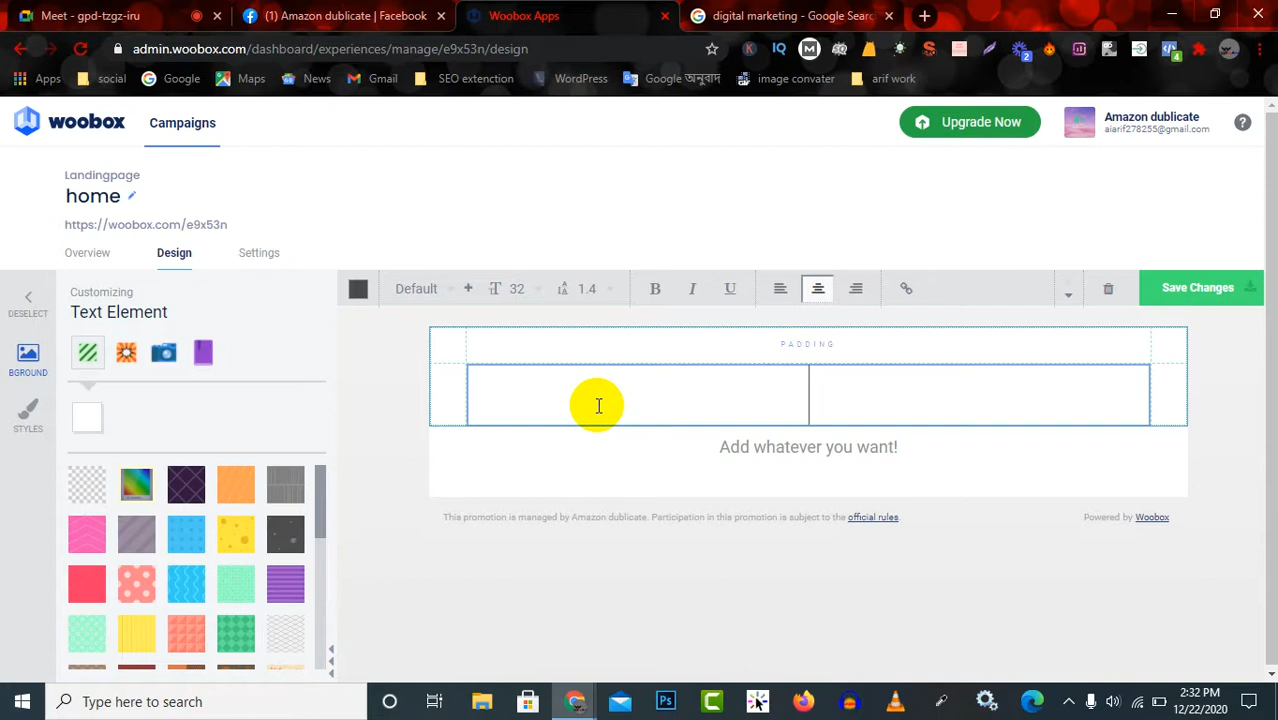 Meet - gpd-tzgz-iru
(1) Amazon dublicate | Facebook
Woobox Apps
digital marketing - Google Searc
admin.woobox.com/dashboard/experiences/manage/e9x53n/design
Apps
social
Google
Maps
News
Gmail
SEO extenction
WordPress
Google অনুবাদ
image convater
arif work
woobox
Campaigns
Upgrade Now
Amazon dublicate
aiarif278255@gmail.com
Landingpage
home
https://woobox.com/e9x53n
Overview
Design
Settings
DESELECT
BGROUND
STYLES
Customizing
Text Element
Default
32
1.4
B
I
U
Save Changes
PADDING
Add whatever you want!
This promotion is managed by Amazon dublicate. Participation in this promotion is subject to the official rules.
Powered by Woobox
Type here to search
2:32 PM
12/22/2020